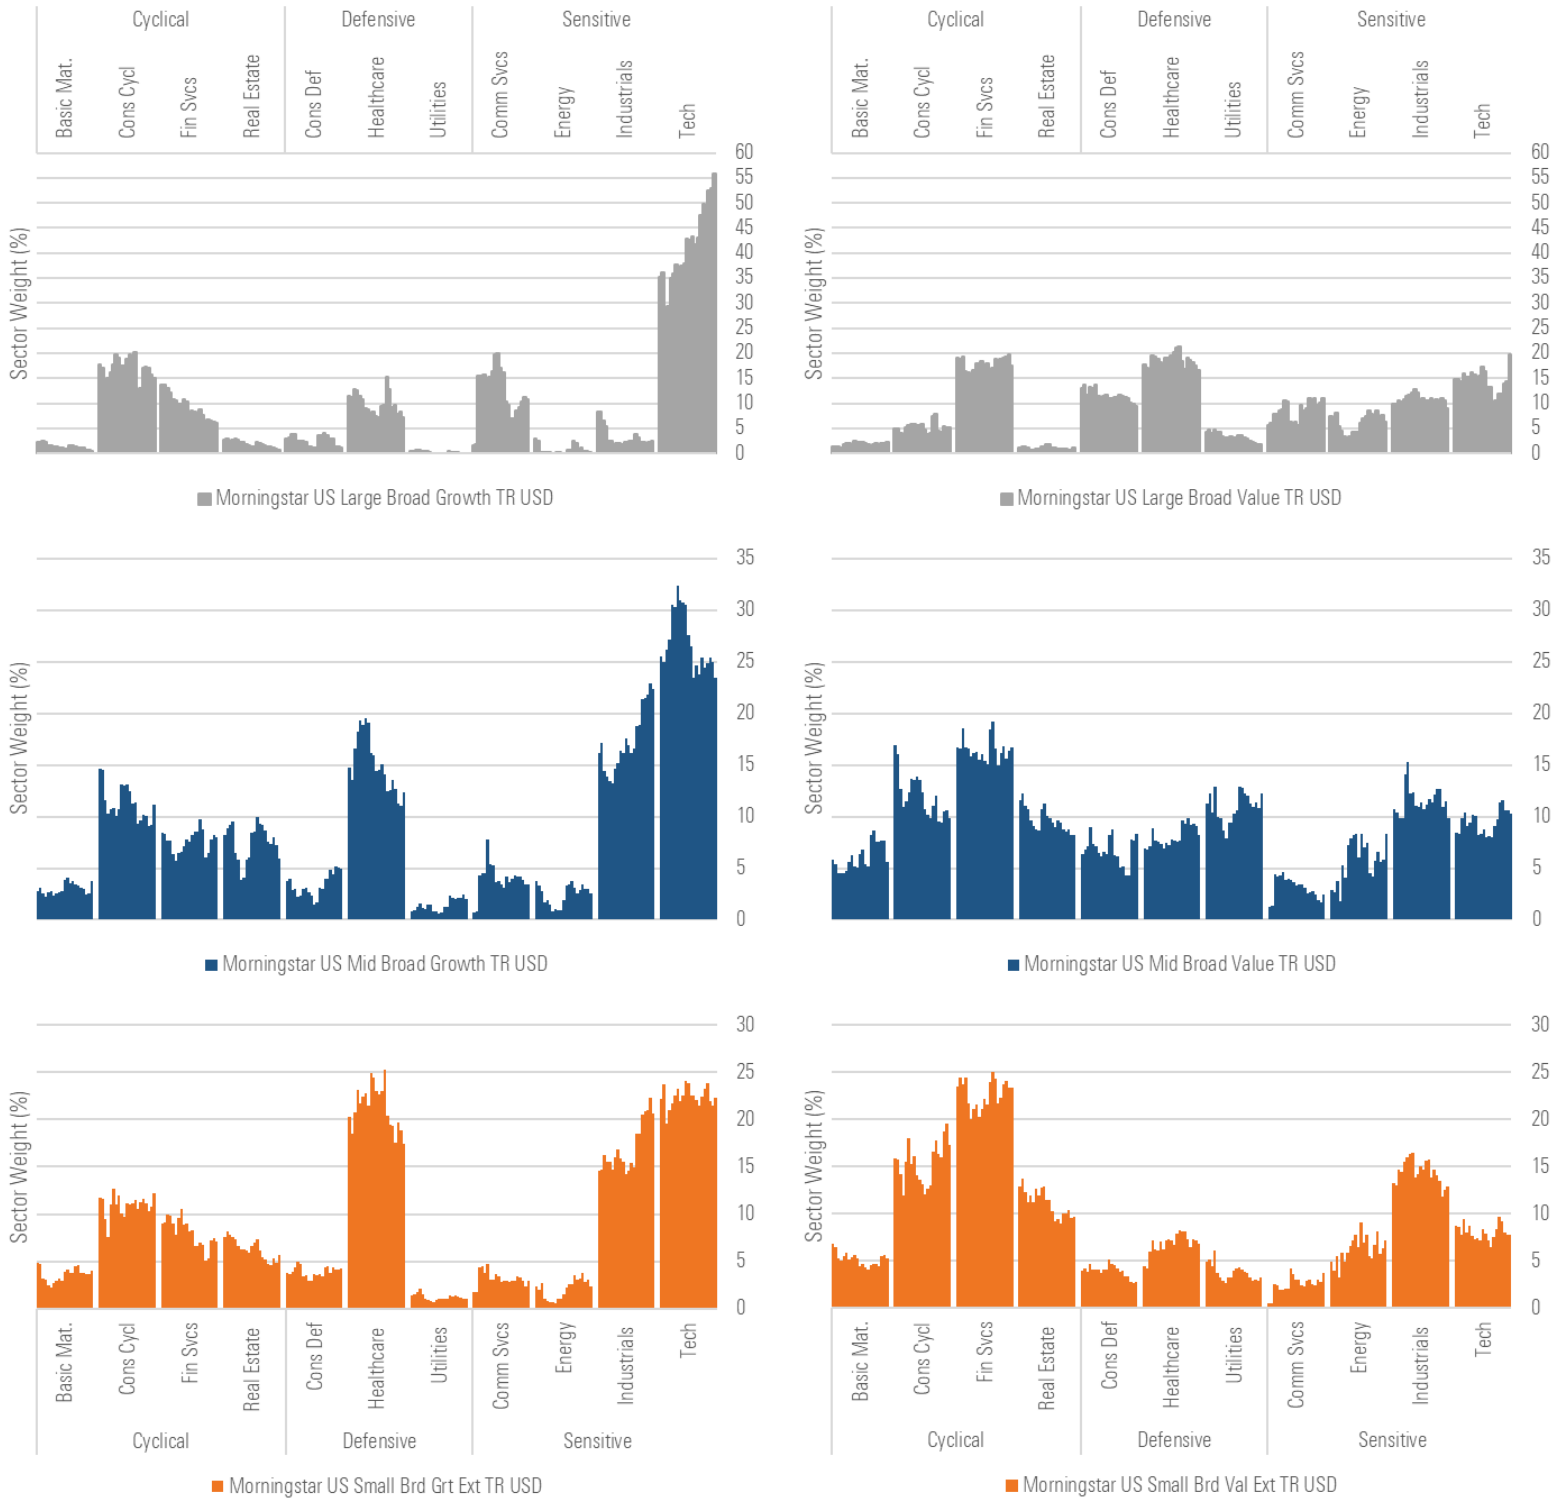 Cyclical Defensive Sensitive
Basic Mat. Cons Cycl Fin Svcs Real Estate Cons Def Healthcare Utilities Comm Svcs Energy Industrials Tech
Sector Weight (%)
60
55
50
45
40
35
30
25
20
15
10
5
0
Morningstar US Large Broad Growth TR USD
Cyclical Defensive Sensitive
Basic Mat. Cons Cycl Fin Svcs Real Estate Cons Def Healthcare Utilities Comm Svcs Energy Industrials Tech
Sector Weight (%)
60
55
50
45
40
35
30
25
20
15
10
5
0
Morningstar US Large Broad Value TR USD
Sector Weight (%)
35
30
25
20
15
10
5
0
Morningstar US Mid Broad Growth TR USD
Sector Weight (%)
35
30
25
20
15
10
5
0
Morningstar US Mid Broad Value TR USD
Sector Weight (%)
30
25
20
15
10
5
0
Basic Mat. Cons Cycl Fin Svcs Real Estate Cons Def Healthcare Utilities Comm Svcs Energy Industrials Tech
Cyclical Defensive Sensitive
Morningstar US Small Brd Grt Ext TR USD
Sector Weight (%)
30
25
20
15
10
5
0
Basic Mat. Cons Cycl Fin Svcs Real Estate Cons Def Healthcare Utilities Comm Svcs Energy Industrials Tech
Cyclical Defensive Sensitive
Morningstar US Small Brd Val Ext TR USD